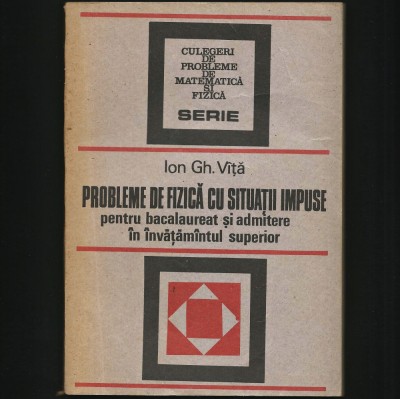 CULEGERI
DE
PROBLEME
DE
MATEMATICĂ
ȘI
FIZICĂ
SERIE
Ion Gh. Vîță
PROBLEME DE FIZICĂ CU SITUAȚII IMPUSE
pentru bacalaureat și admitere
în învățămîntul superior